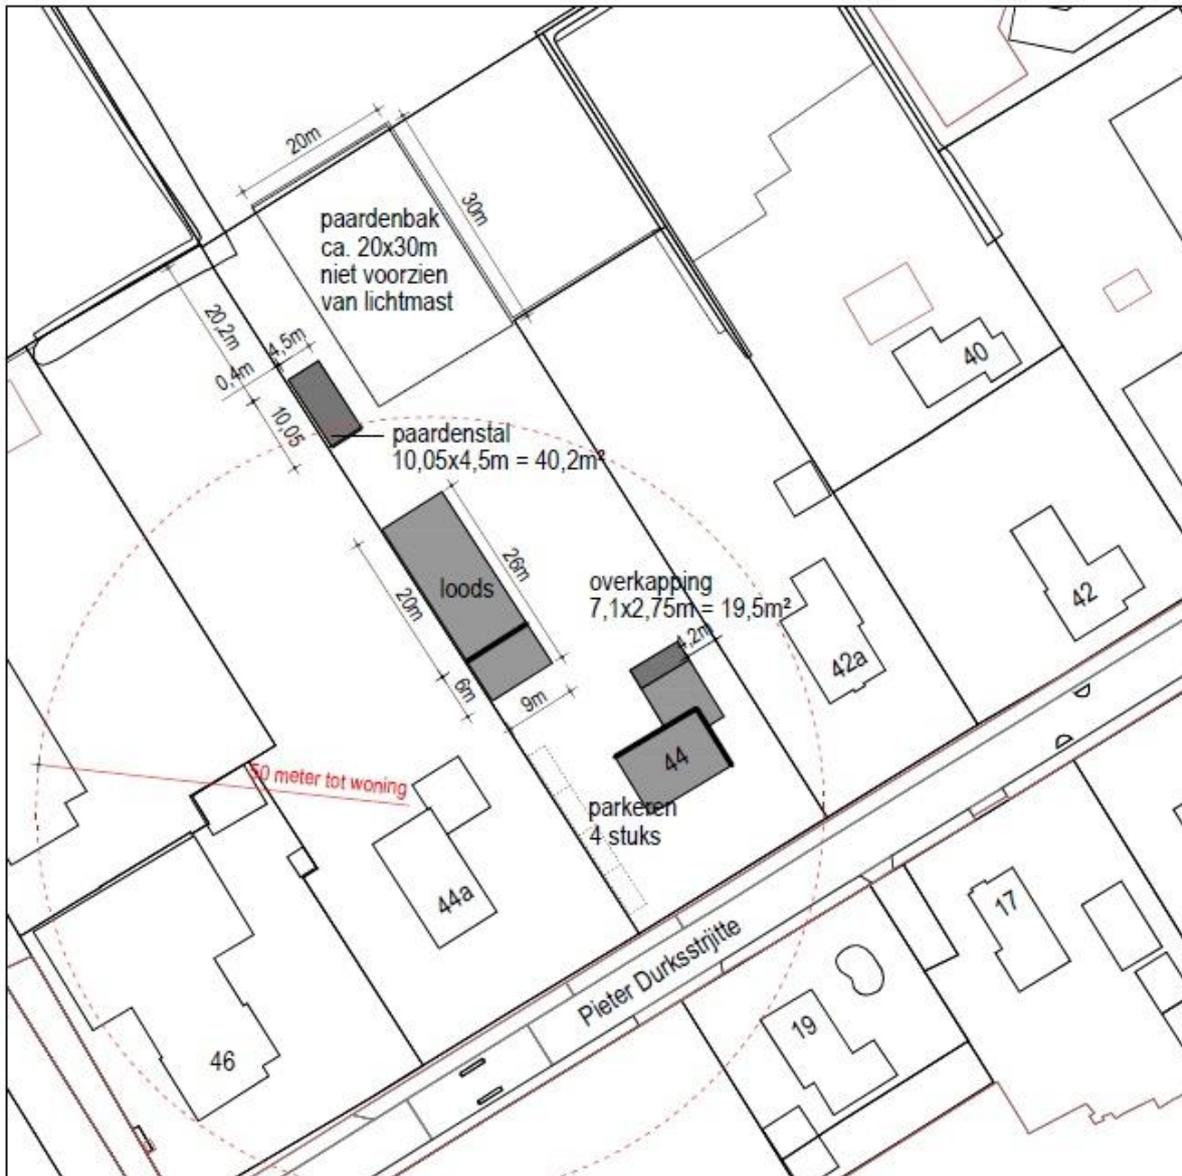 20m
30m
paardenbak
ca. 20x30m
niet voorzien
van lichtmast
20,2m
4,5m
0,4m
10,05
paardenstal
10,05x4,5m = 40,2m²
40
loods
26m
20m
6m
9m
overkapping
7,1x2,75m = 19,5m²
4,2m
42
42a
44
50 meter tot woning
parkeren
4 stuks
44a
46
Pieter Durksstrjitte
17
19